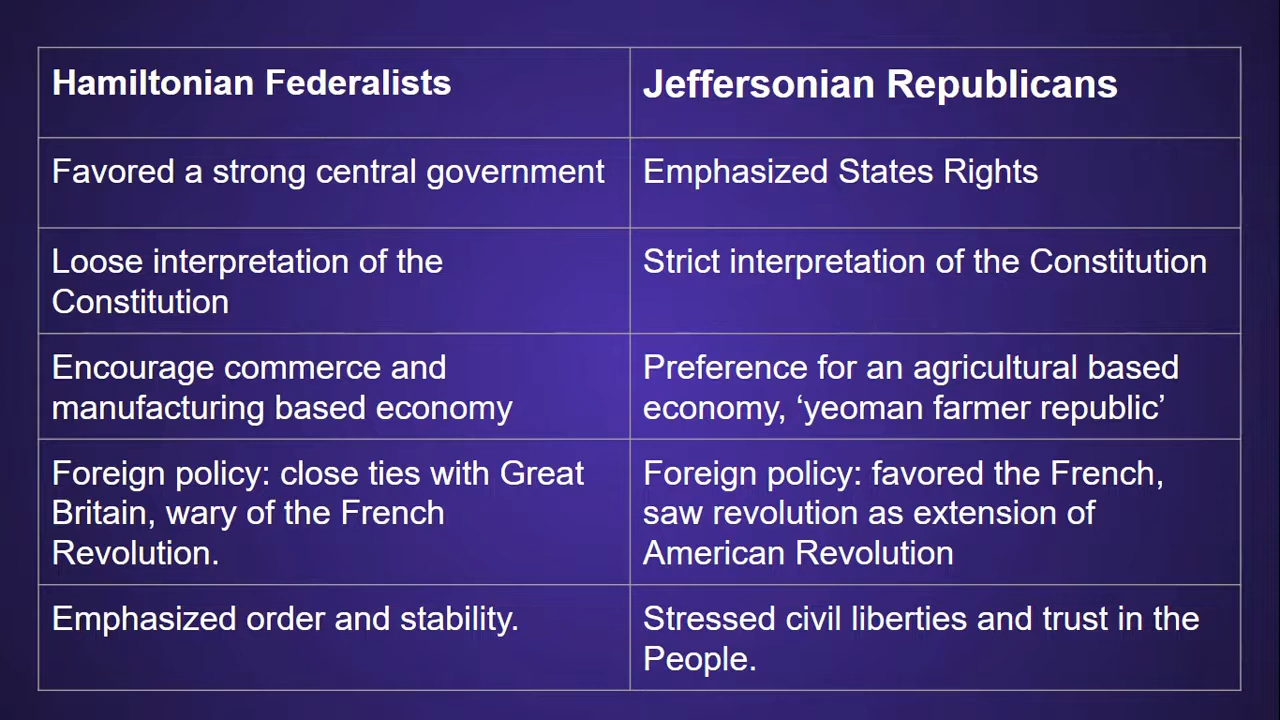 Hamiltonian Federalists
Jeffersonian Republicans
Favored a strong central government
Emphasized States Rights
Loose interpretation of the
Constitution
Strict interpretation of the Constitution
Encourage commerce and
manufacturing based economy
Preference for an agricultural based
economy, ‘yeoman farmer republic’
Foreign policy: close ties with Great
Britain, wary of the French
Revolution.
Foreign policy: favored the French,
saw revolution as extension of
American Revolution
Emphasized order and stability.
Stressed civil liberties and trust in the
People.